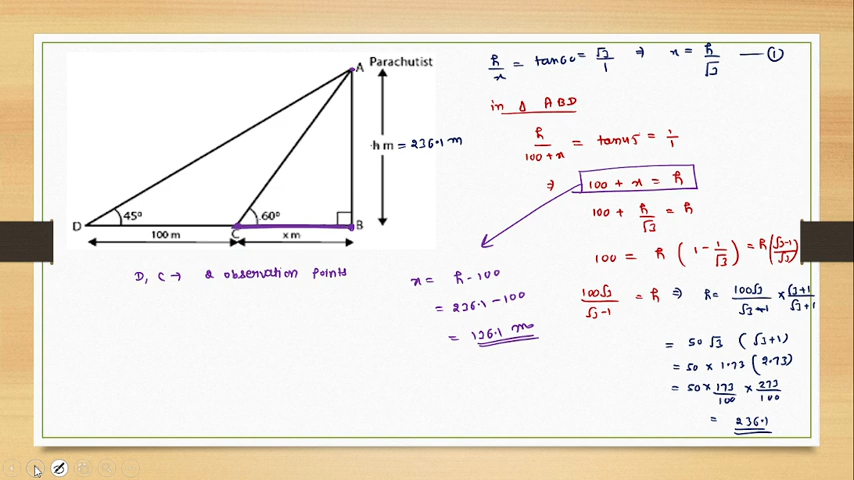 A Parachutist
h m = 236.1 m
D 45° 60° B
C
100 m x m
D, C → 2 observation points
h/x = tan60 = √3/1 ⇒ x = h/√3 — ①
in Δ ABD
h/(100+x) = tan45 = 1/1
⇒ 100 + x = h
100 + h/√3 = h
100 = h (1 - 1/√3) = h(√3-1/√3)
100√3/√3-1 = h ⇒ h = 100√3/√3-1 × √3+1/√3+1
= 50√3 (√3+1)
= 50 × 1.73 (2.73)
= 50 × 173/100 × 273/100
= 236.1
x = h - 100
= 236.1 - 100
= 136.1 m